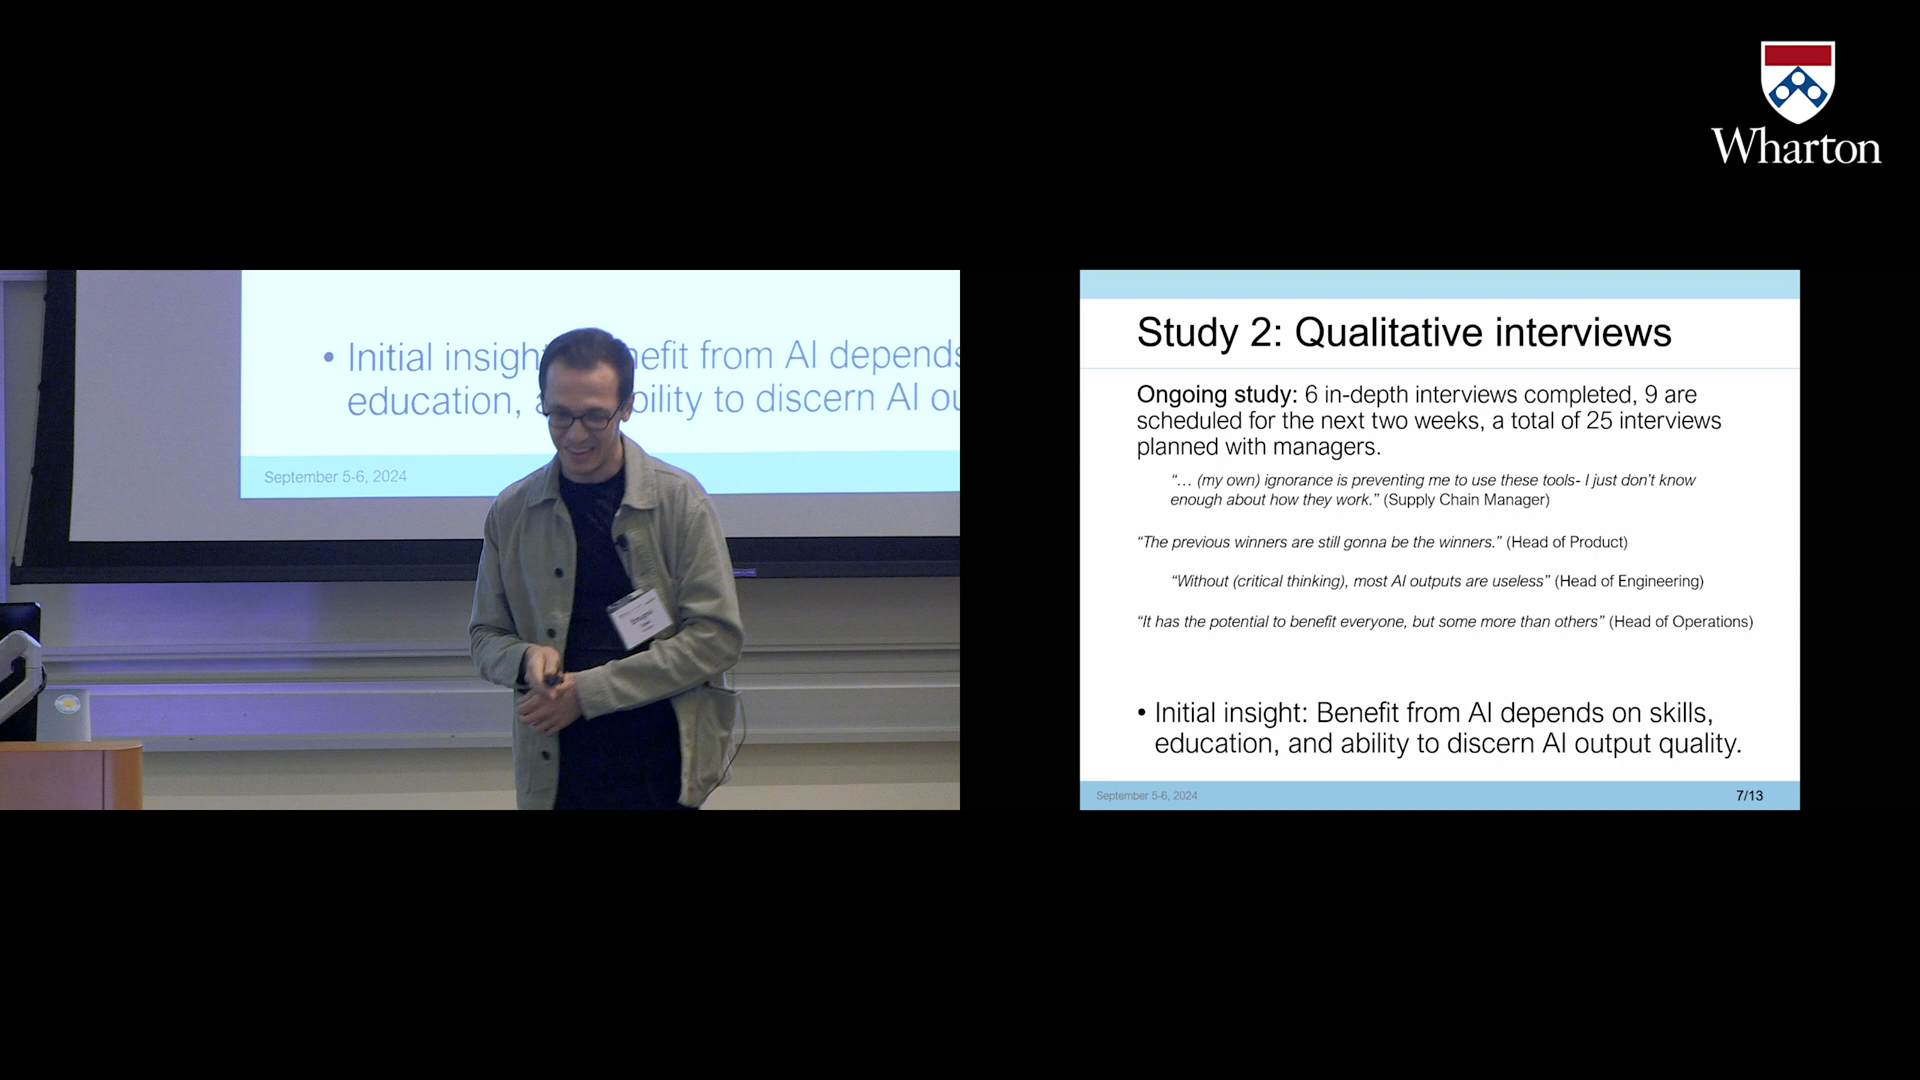 Wharton
• Initial insigh nefit from AI depends
education, a bility to discern AI ou
September 5-6, 2024
Study 2: Qualitative interviews
Ongoing study: 6 in-depth interviews completed, 9 are
scheduled for the next two weeks, a total of 25 interviews
planned with managers.
“… (my own) ignorance is preventing me to use these tools- I just don’t know
enough about how they work.” (Supply Chain Manager)
“The previous winners are still gonna be the winners.” (Head of Product)
“Without (critical thinking), most AI outputs are useless” (Head of Engineering)
“It has the potential to benefit everyone, but some more than others” (Head of Operations)
• Initial insight: Benefit from AI depends on skills,
education, and ability to discern AI output quality.
September 5-6, 2024
7/13